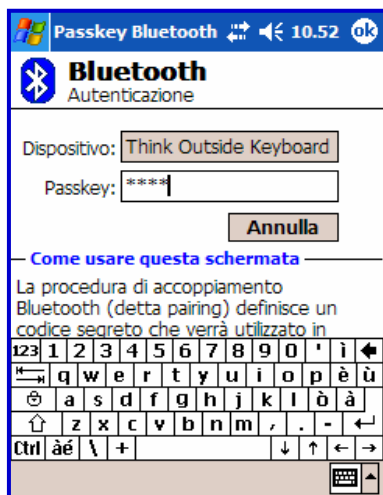 Passkey Bluetooth 10.52 ok
Bluetooth
Autenticazione
Dispositivo: Think Outside Keyboard
Passkey: ****
Annulla
Come usare questa schermata
La procedura di accoppiamento
Bluetooth (detta pairing) definisce un
codice segreto che verrà utilizzato in
123 1 2 3 4 5 6 7 8 9 0 ' ì
q w e r t y u i o p è ù
a s d f g h j k l ò à
z x c v b n m , . -
Ctrl àé \ + ↓ ↑ ← →